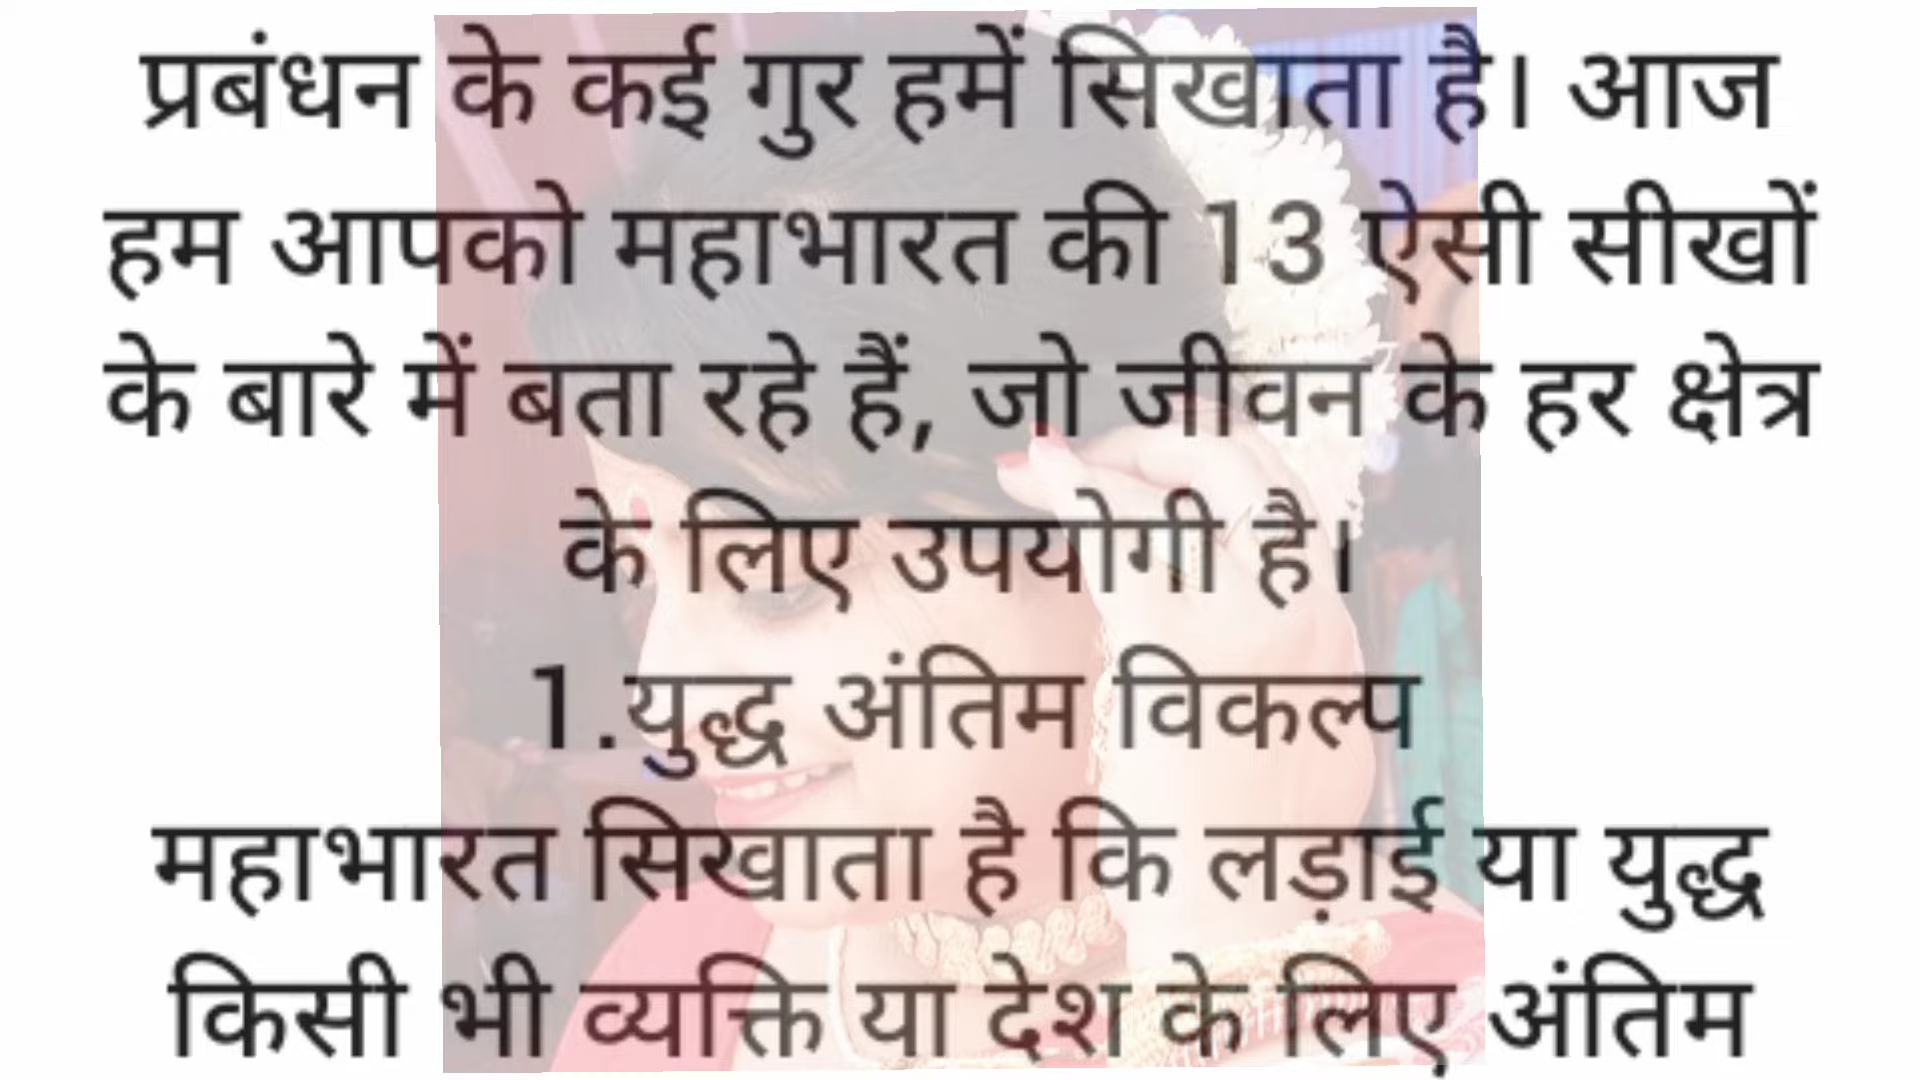 प्रबंधन के कई गुर हमें सिखाता है। आज
हम आपको महाभारत की 13 ऐसी सीखों
के बारे में बता रहे हैं, जो जीवन के हर क्षेत्र
के लिए उपयोगी है।
1.युद्ध अंतिम विकल्प
महाभारत सिखाता है कि लड़ाई या युद्ध
किसी भी व्यक्ति या देश के लिए अंतिम